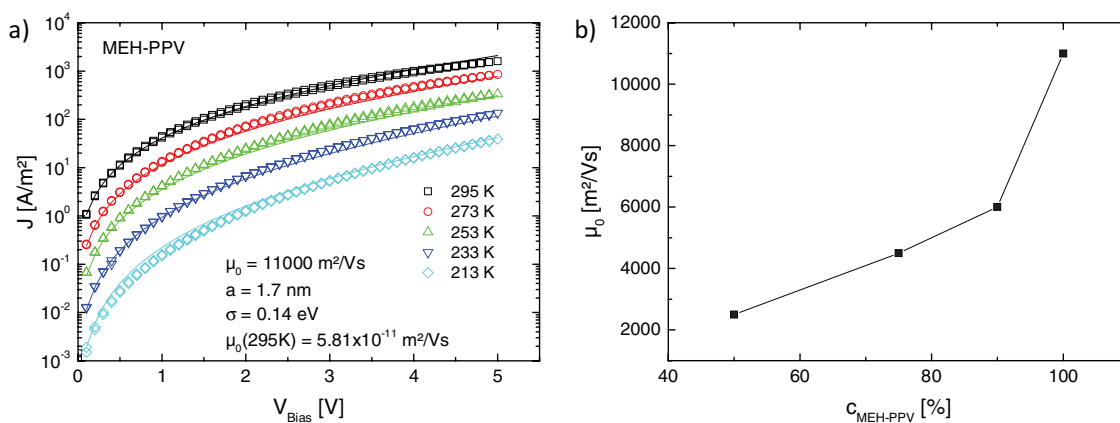 a)
MEH-PPV
J [A/m²]
10⁴
10³
10²
10¹
10⁰
10⁻¹
10⁻²
10⁻³
295 K
273 K
253 K
233 K
213 K
μ₀ = 11000 m²/Vs
a = 1.7 nm
σ = 0.14 eV
μ₀(295K) = 5.81x10⁻¹¹ m²/Vs
0 1 2 3 4 5
V_Bias [V]
b)
μ₀ [m²/Vs]
12000
10000
8000
6000
4000
2000
40 60 80 100
c_MEH-PPV [%]